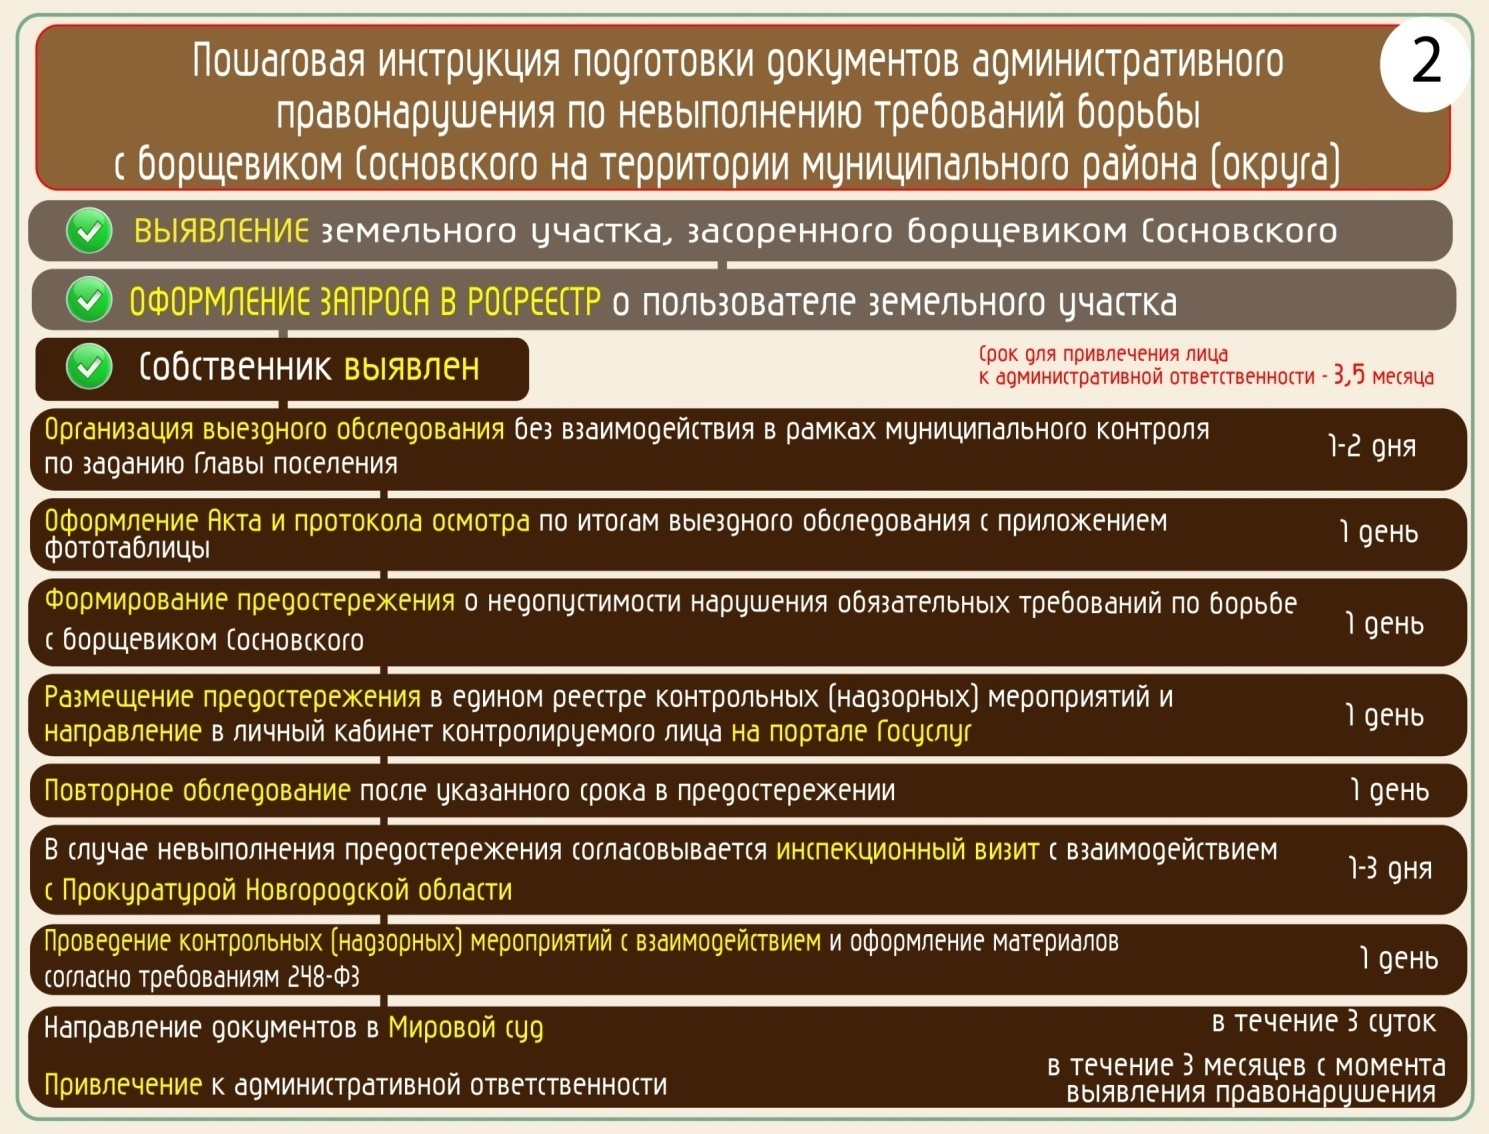 Пошаговая инструкция подготовки документов административного
2
правонарушения по невыполнению требований борьбы
с борщевиком Сосновского на территории муниципального района (округа)
ВЫЯВЛЕНИЕ земельного участка, засоренного борщевиком Сосновского
ОФОРМЛЕНИЕ ЗАПРОСА В РОСРЕЕСТР о пользователе земельного участка
Собственник выявлен
Срок для привлечения лица
к административной ответственности - 3,5 месяца
Организация выездного обследования без взаимодействия в рамках муниципального контроля
по заданию Главы поселения
1-2 дня
Оформление Акта и протокола осмотра по итогам выездного обследования с приложением
фототаблицы
1 день
Формирование предостережения о недопустимости нарушения обязательных требований по борьбе
с борщевиком Сосновского
1 день
Размещение предостережения в едином реестре контрольных (надзорных) мероприятий и
направление в личный кабинет контролируемого лица на портале Госуслуг
1 день
Повторное обследование после указанного срока в предостережении
1 день
В случае невыполнения предостережения согласовывается инспекционный визит с взаимодействием
с Прокуратурой Новгородской области
1-3 дня
Проведение контрольных (надзорных) мероприятий с взаимодействием и оформление материалов
согласно требованиям 248-ФЗ
1 день
Направление документов в Мировой суд
в течение 3 суток
Привлечение к административной ответственности
в течение 3 месяцев с момента
выявления правонарушения